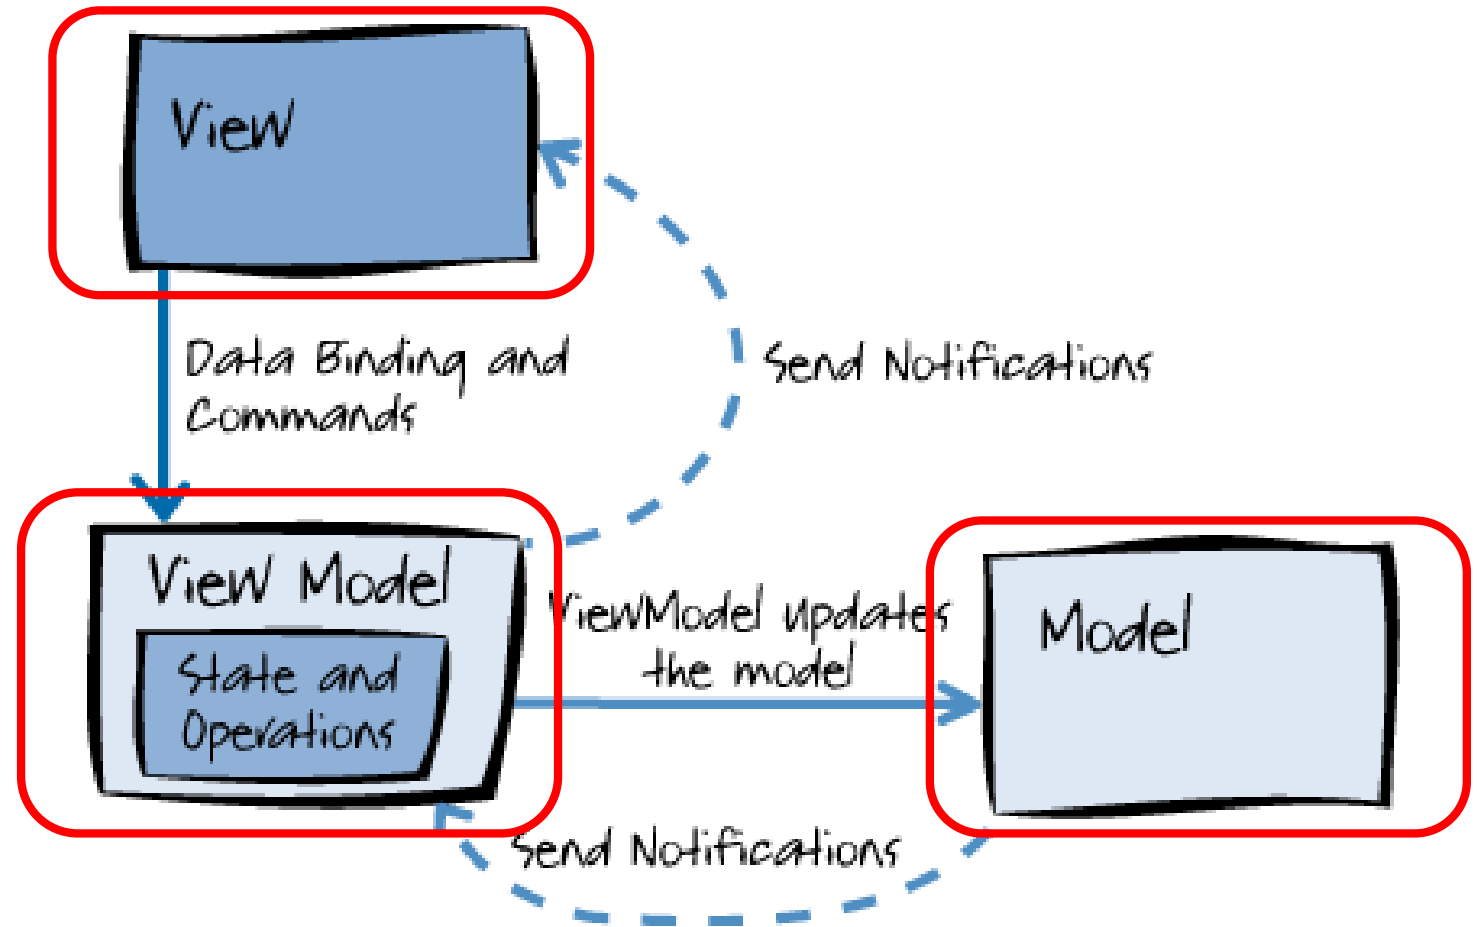 View
Data Binding and
Commands
Send Notifications
View Model
State and
Operations
ViewModel updates
the model
Model
Send Notifications